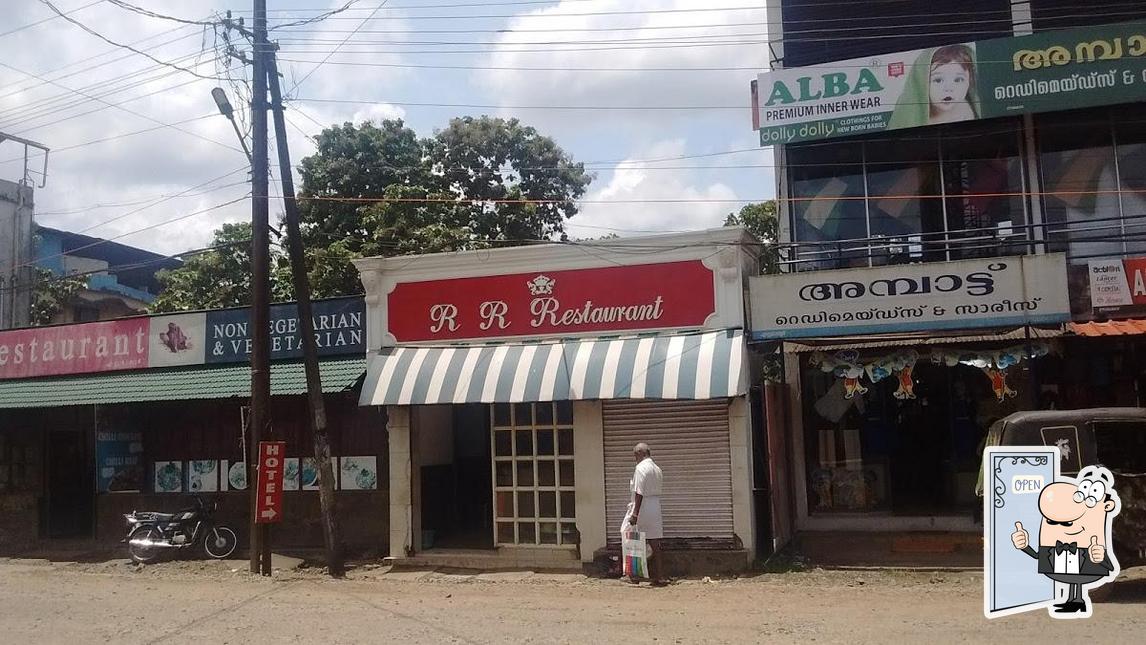 ALBA®
PREMIUM INNER WEAR
dolly dolly CLOTHINGS FOR
NEW BORN BABIES
അമ്പാ
റെഡിമെയ്ഡ്സ് &
അമ്പാട്ട്
റെഡിമെയ്ഡ്സ് & സാരീസ്
R R Restaurant
estaurant
NON VEGETARIAN
& VEGETARIAN
HOTEL
OPEN